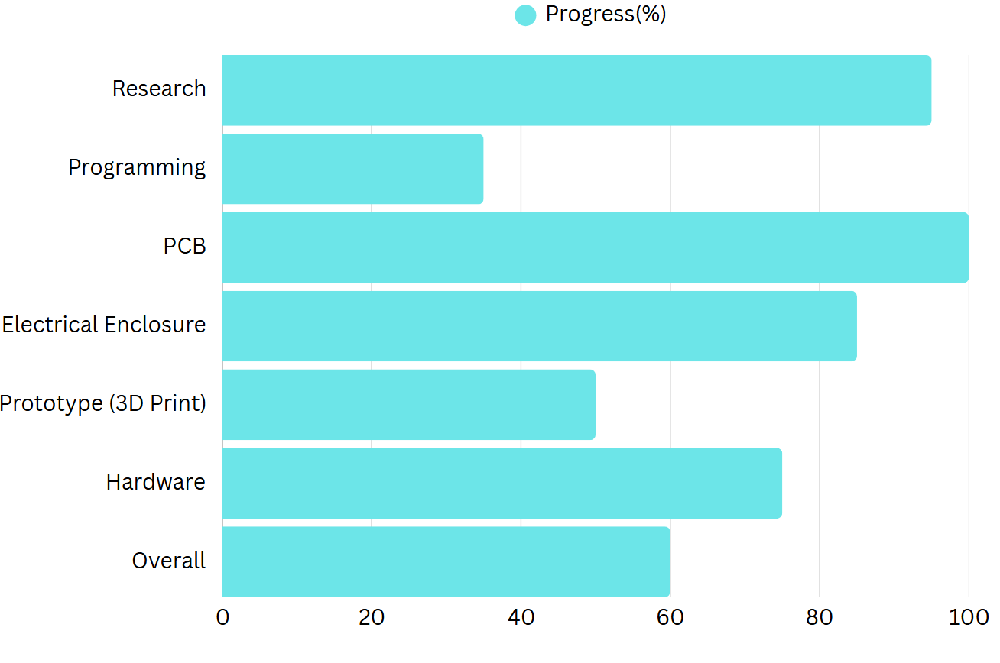 Progress(%)
Research
Programming
PCB
Electrical Enclosure
Prototype (3D Print)
Hardware
Overall
0 20 40 60 80 100